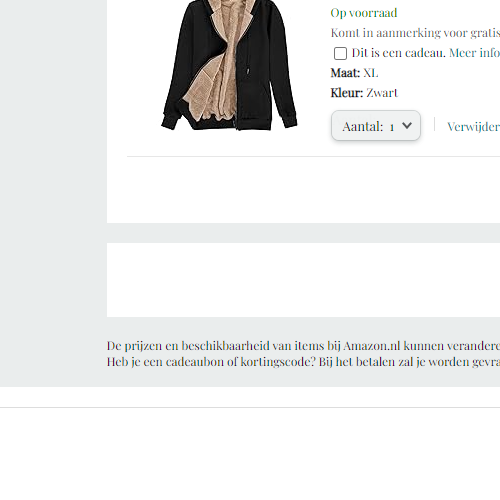 Op voorraad
Komt in aanmerking voor gratis
Dit is een cadeau. Meer info
Maat: XL
Kleur: Zwart
Aantal: 1
Verwijder
De prijzen en beschikbaarheid van items bij Amazon.nl kunnen verandere
Heb je een cadeaubon of kortingscode? Bij het betalen zal je worden gevra